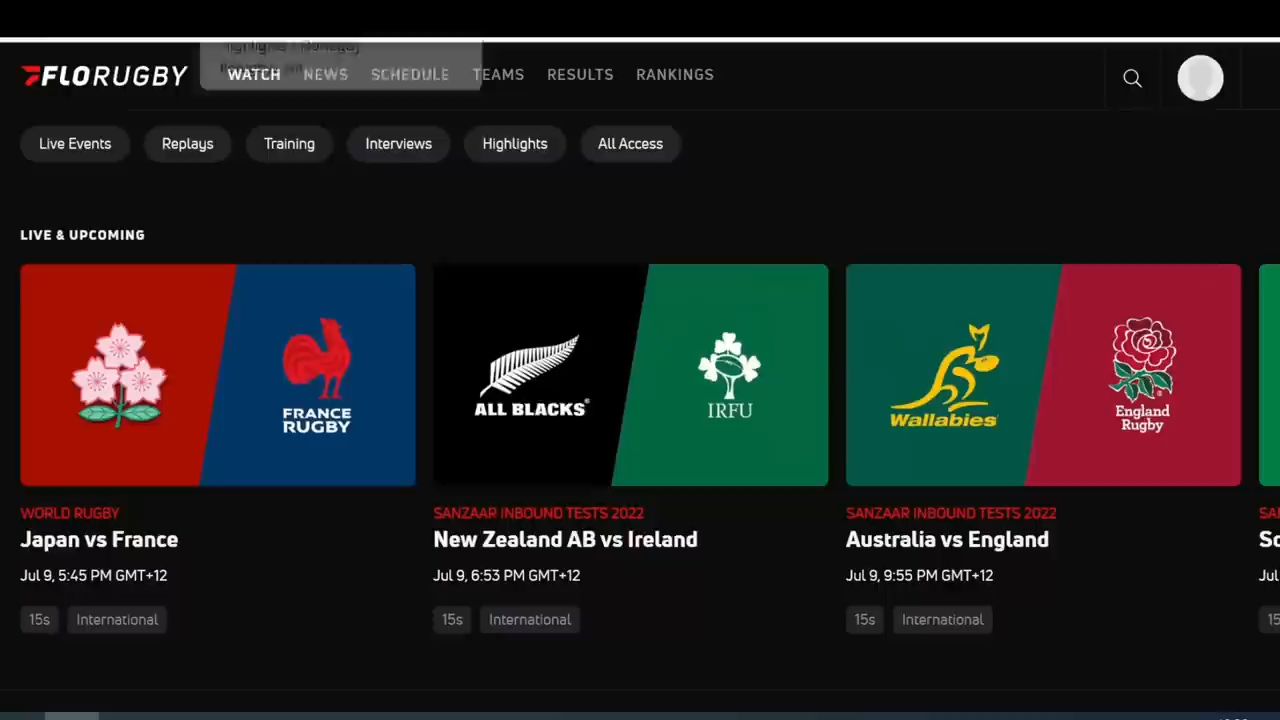 FLORUGBY
WATCH NEWS SCHEDULE TEAMS RESULTS RANKINGS
Live Events Replays Training Interviews Highlights All Access
LIVE & UPCOMING
FRANCE
RUGBY
ALL BLACKS®
IRFU
Wallabies
England
Rugby
WORLD RUGBY
Japan vs France
Jul 9, 5:45 PM GMT+12
15s International
SANZAAR INBOUND TESTS 2022
New Zealand AB vs Ireland
Jul 9, 6:53 PM GMT+12
15s International
SANZAAR INBOUND TESTS 2022
Australia vs England
Jul 9, 9:55 PM GMT+12
15s International
Jul